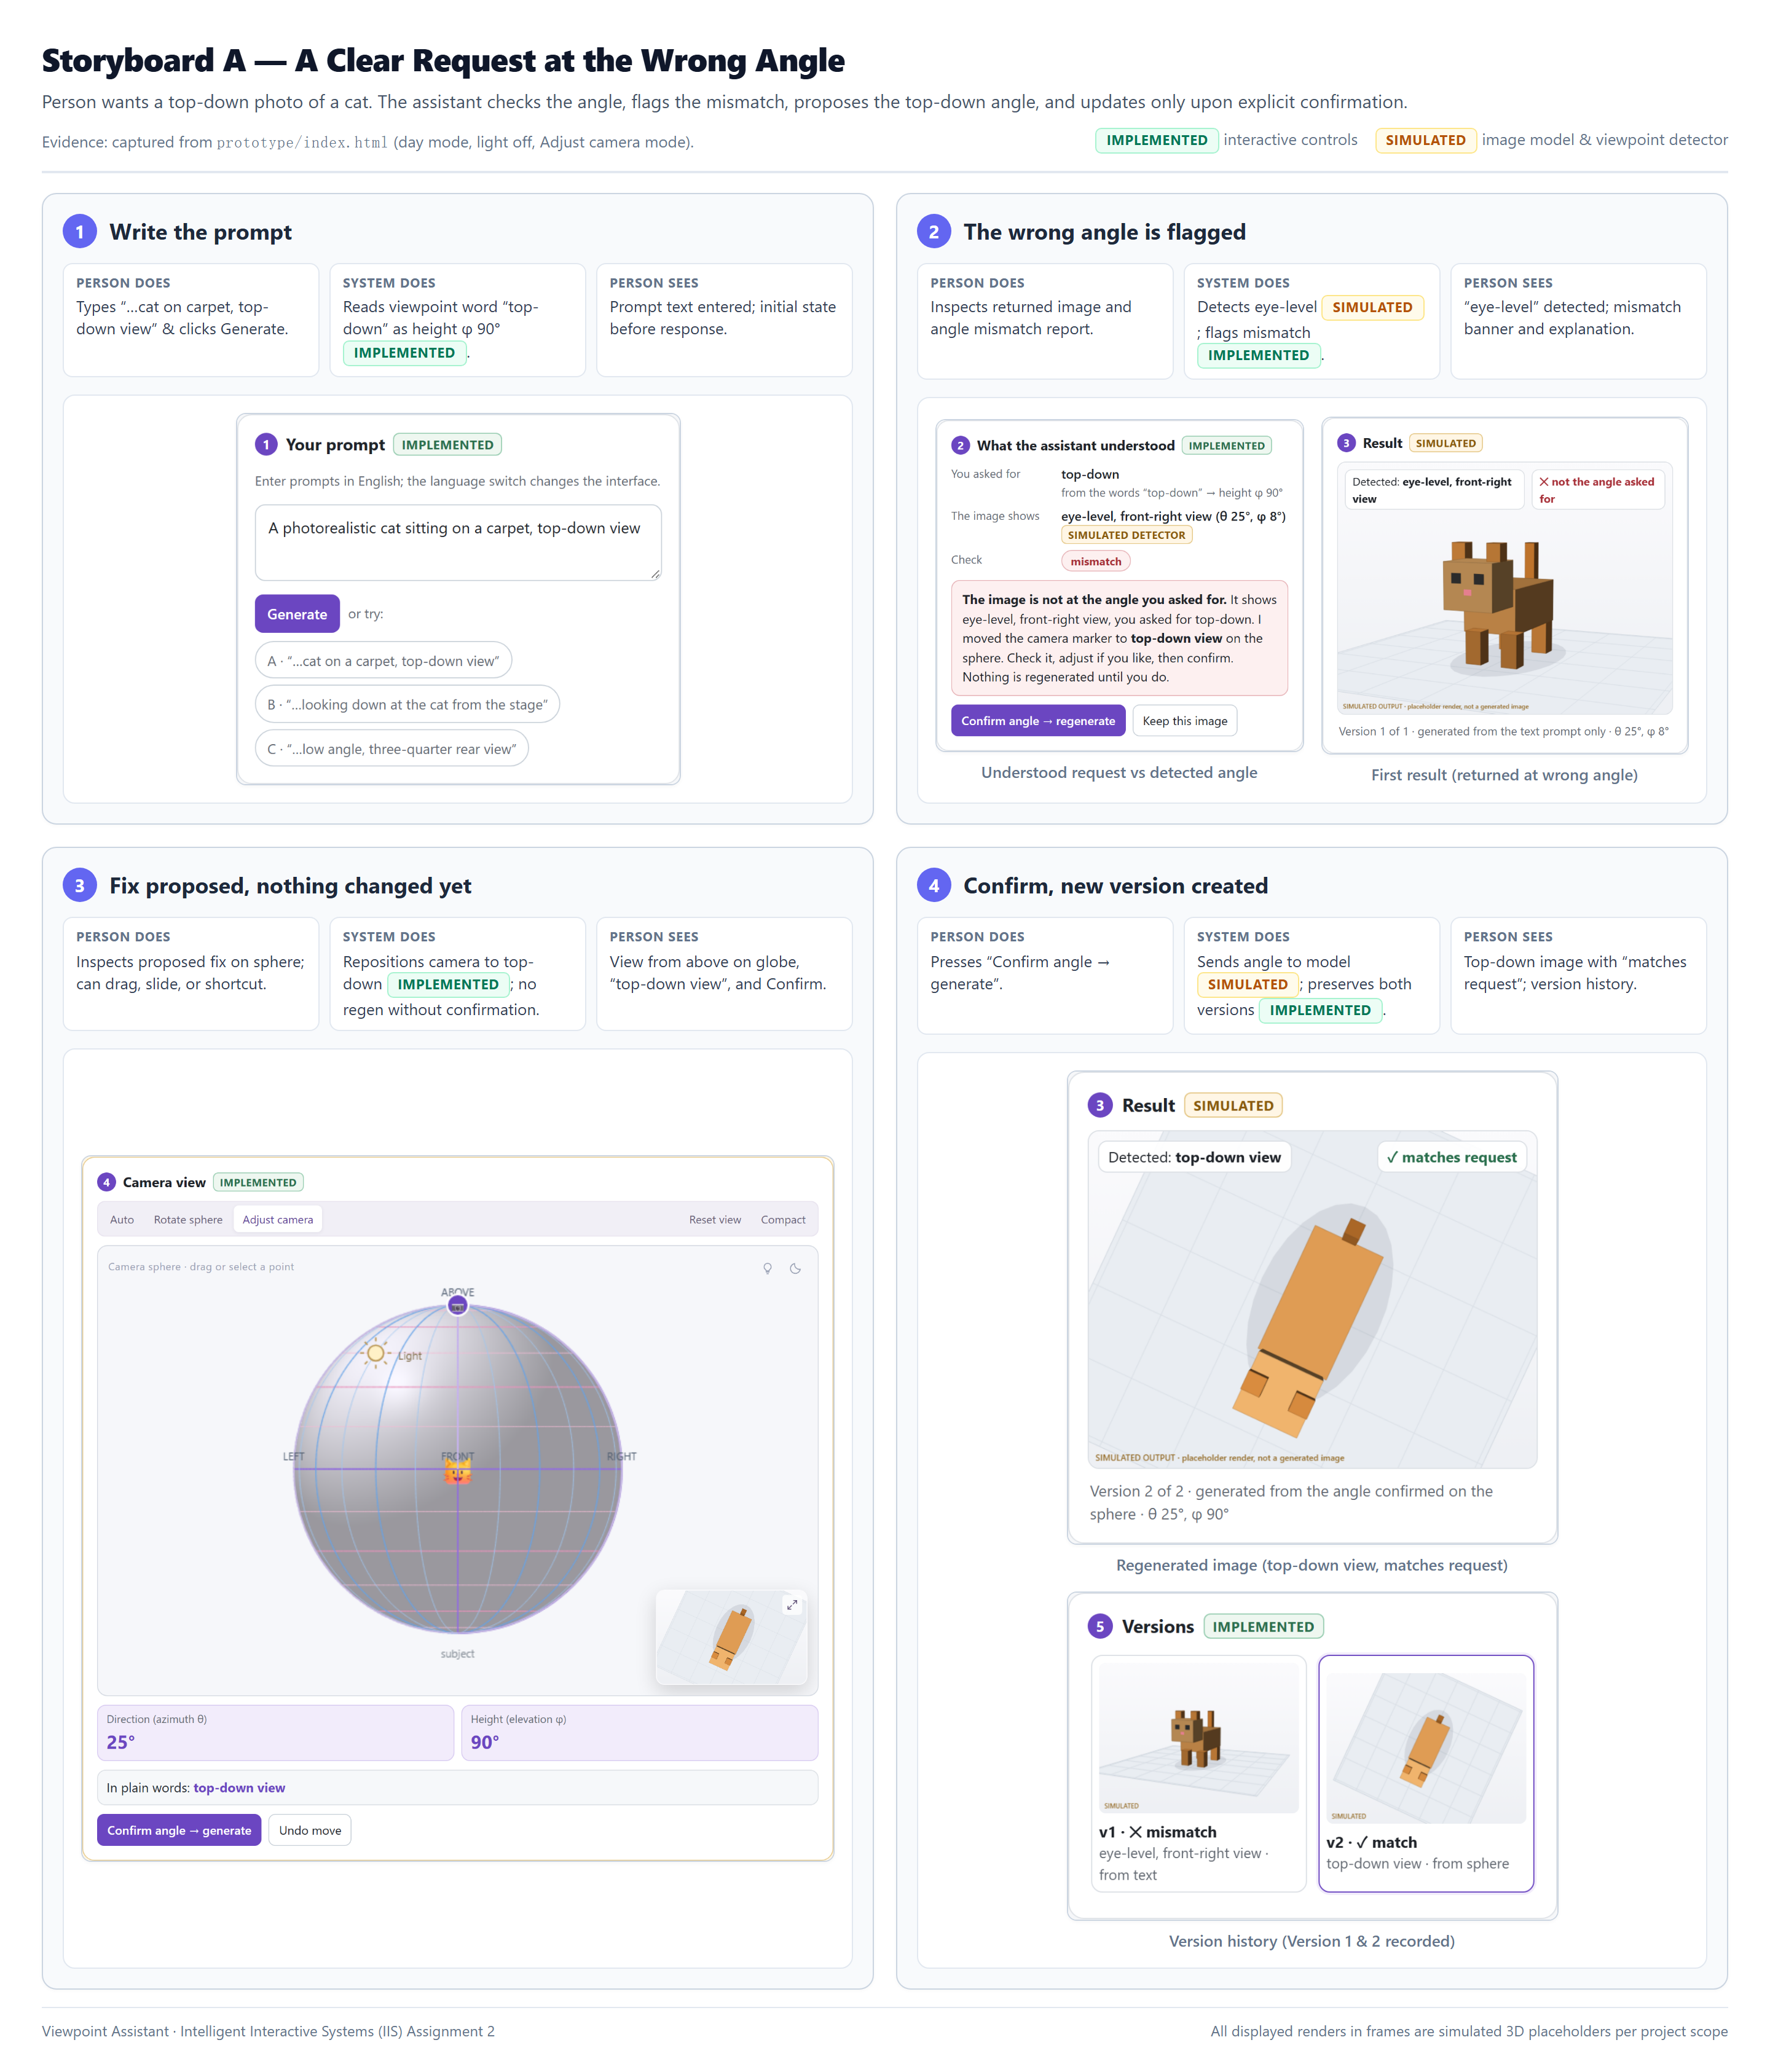 Storyboard A — A Clear Request at the Wrong Angle
Person wants a top-down photo of a cat. The assistant checks the angle, flags the mismatch, proposes the top-down angle, and updates only upon explicit confirmation.
Evidence: captured from prototype/index.html (day mode, light off, Adjust camera mode).
IMPLEMENTED interactive controls SIMULATED image model & viewpoint detector
1 Write the prompt
PERSON DOES
Types “...cat on carpet, top-
down view” & clicks Generate.
SYSTEM DOES
Reads viewpoint word “top-
down” as height φ 90°
IMPLEMENTED .
PERSON SEES
Prompt text entered; initial state
before response.
1 Your prompt IMPLEMENTED
Enter prompts in English; the language switch changes the interface.
A photorealistic cat sitting on a carpet, top-down view
Generate or try:
A · “...cat on a carpet, top-down view”
B · “...looking down at the cat from the stage”
C · “...low angle, three-quarter rear view”
2 The wrong angle is flagged
PERSON DOES
Inspects returned image and
angle mismatch report.
SYSTEM DOES
Detects eye-level SIMULATED
; flags mismatch
IMPLEMENTED .
PERSON SEES
“eye-level” detected; mismatch
banner and explanation.
2 What the assistant understood IMPLEMENTED
You asked for top-down
from the words “top-down” → height φ 90°
The image shows eye-level, front-right view (θ 25°, φ 8°)
SIMULATED DETECTOR
Check mismatch
The image is not at the angle you asked for. It shows
eye-level, front-right view, you asked for top-down. I
moved the camera marker to top-down view on the
sphere. Check it, adjust if you like, then confirm.
Nothing is regenerated until you do.
Confirm angle → regenerate Keep this image
Understood request vs detected angle
3 Result SIMULATED
Detected: eye-level, front-right
view
✕ not the angle asked
for
SIMULATED OUTPUT · placeholder render, not a generated image
Version 1 of 1 · generated from the text prompt only · θ 25°, φ 8°
First result (returned at wrong angle)
3 Fix proposed, nothing changed yet
PERSON DOES
Inspects proposed fix on sphere;
can drag, slide, or shortcut.
SYSTEM DOES
Repositions camera to top-
down IMPLEMENTED ; no
regen without confirmation.
PERSON SEES
View from above on globe,
“top-down view”, and Confirm.
4 Camera view IMPLEMENTED
Auto Rotate sphere Adjust camera Reset view Compact
Camera sphere · drag or select a point
ABOVE
Light
LEFT FRONT RIGHT
subject
Direction (azimuth θ)
25°
Height (elevation φ)
90°
In plain words: top-down view
Confirm angle → generate Undo move
4 Confirm, new version created
PERSON DOES
Presses “Confirm angle →
generate”.
SYSTEM DOES
Sends angle to model
SIMULATED ; preserves both
versions IMPLEMENTED .
PERSON SEES
Top-down image with “matches
request”; version history.
3 Result SIMULATED
Detected: top-down view ✓ matches request
SIMULATED OUTPUT · placeholder render, not a generated image
Version 2 of 2 · generated from the angle confirmed on the
sphere · θ 25°, φ 90°
Regenerated image (top-down view, matches request)
5 Versions IMPLEMENTED
SIMULATED
v1 · ✕ mismatch
eye-level, front-right view ·
from text
SIMULATED
v2 · ✓ match
top-down view · from sphere
Version history (Version 1 & 2 recorded)
Viewpoint Assistant · Intelligent Interactive Systems (IIS) Assignment 2
All displayed renders in frames are simulated 3D placeholders per project scope